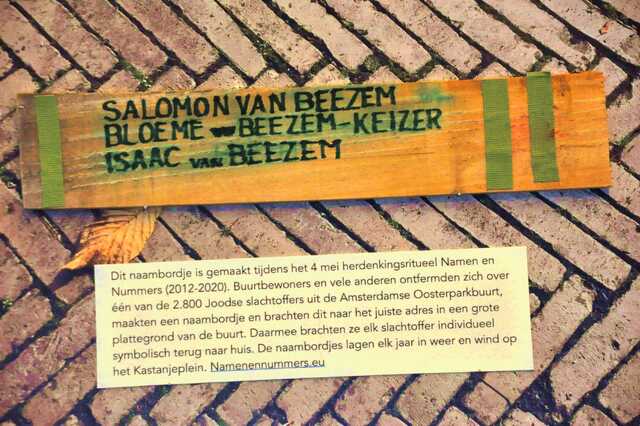 SALOMON VAN BEEZEM
BLOEME VAN BEEZEM-KEIZER
ISAAC VAN BEEZEM
Dit naambordje is gemaakt tijdens het 4 mei herdenkingsritueel Namen en
Nummers (2012-2020). Buurtbewoners en vele anderen ontfermden zich over
één van de 2.800 Joodse slachtoffers uit de Amsterdamse Oosterparkbuurt,
maakten een naambordje en brachten dit naar het juiste adres in een grote
plattegrond van de buurt. Daarmee brachten ze elk slachtoffer individueel
symbolisch terug naar huis. De naambordjes lagen elk jaar in weer en wind op
het Kastanjeplein. Namenennummers.eu